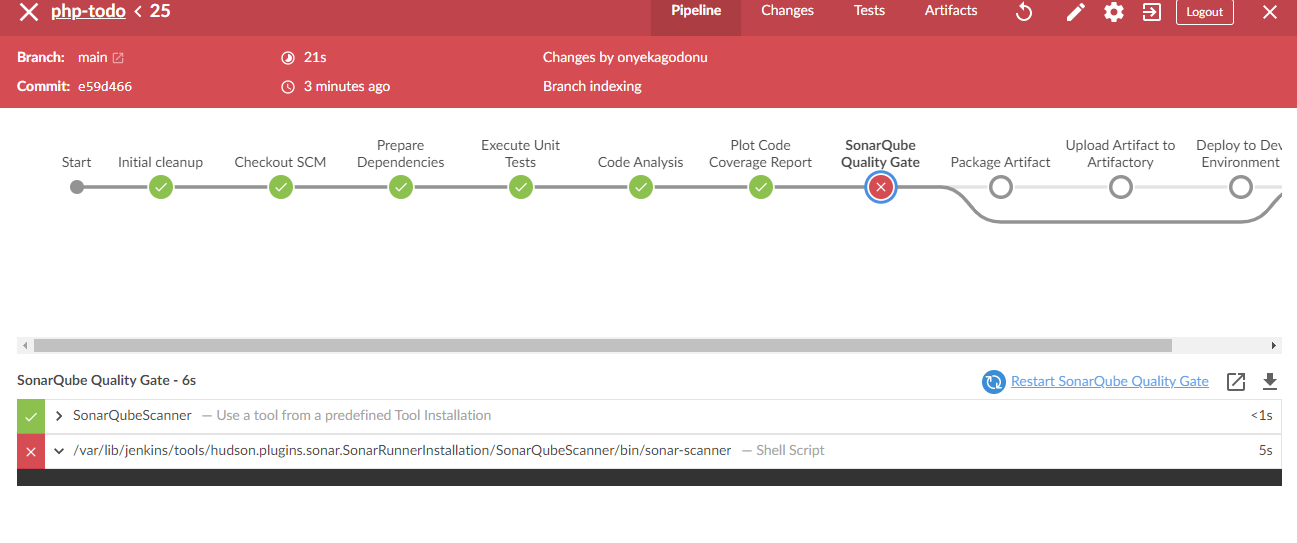 php-todo < 25 Pipeline Changes Tests Artifacts Logout
Branch: main 21s Changes by onyekagodonu
Commit: e59d466 3 minutes ago Branch indexing
Start Initial cleanup Checkout SCM Prepare Dependencies Execute Unit Tests Code Analysis Plot Code Coverage Report SonarQube Quality Gate Package Artifact Upload Artifact to Artifactory Deploy to Dev Environment
SonarQube Quality Gate - 6s Restart SonarQube Quality Gate
SonarQubeScanner — Use a tool from a predefined Tool Installation <1s
/var/lib/jenkins/tools/hudson.plugins.sonar.SonarRunnerInstallation/SonarQubeScanner/bin/sonar-scanner — Shell Script 5s